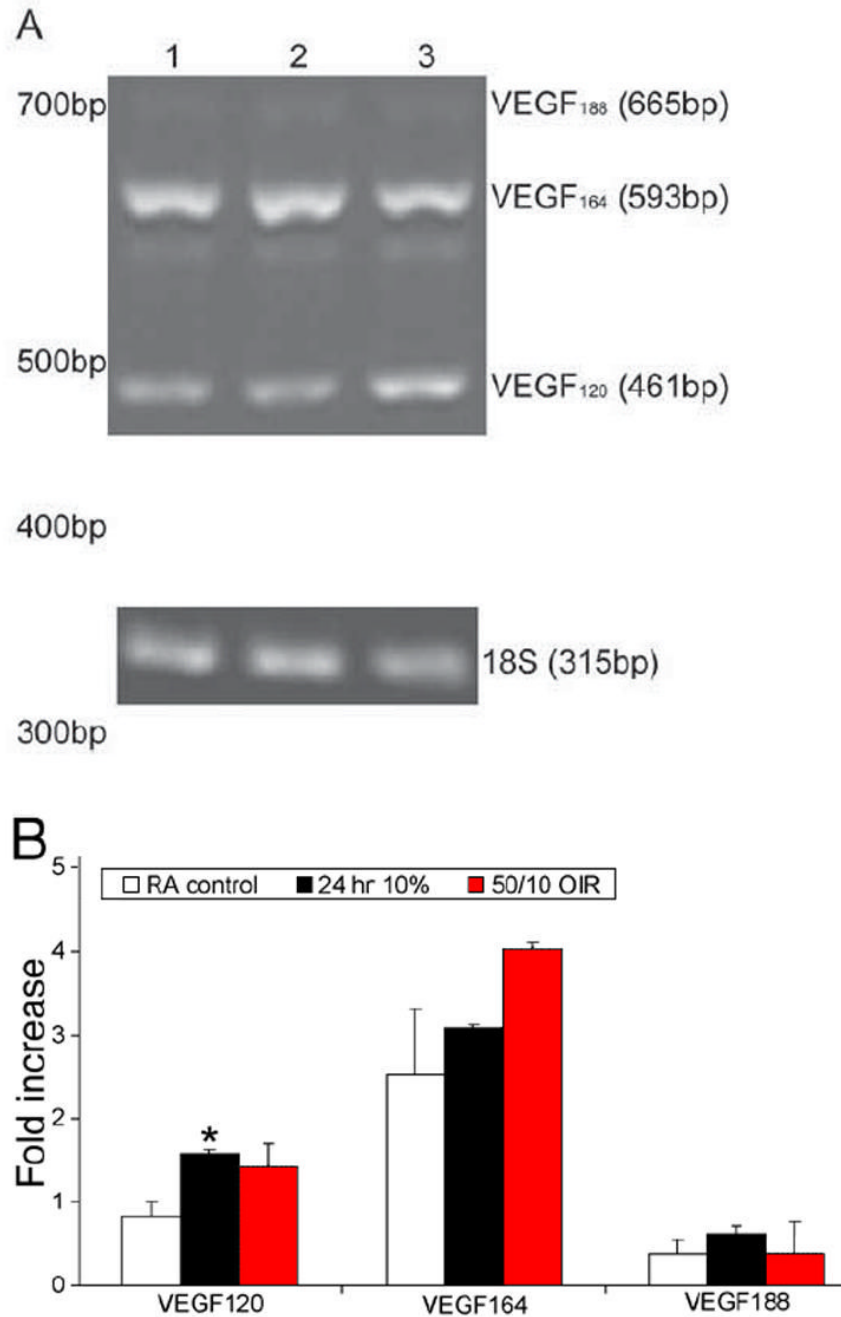 A
1 2 3
700bp
VEGF₁₈₈ (665bp)
VEGF₁₆₄ (593bp)
500bp
VEGF₁₂₀ (461bp)
400bp
18S (315bp)
300bp
B
RA control 24 hr 10% 50/10 OIR
Fold increase
5
4
3
2
1
0
*
VEGF120 VEGF164 VEGF188